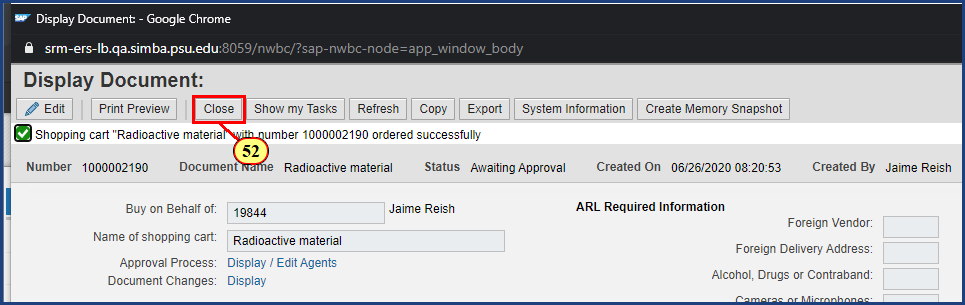 SAP Display Document: - Google Chrome
srm-ers-lb.qa.simba.psu.edu:8059/nwbc/?sap-nwbc-node=app_window_body
Display Document:
Edit Print Preview Close Show my Tasks Refresh Copy Export System Information Create Memory Snapshot
Shopping cart "Radioactive material" with number 1000002190 ordered successfully
52
Number 1000002190 Document Name Radioactive material Status Awaiting Approval Created On 06/26/2020 08:20:53 Created By Jaime Reish
Buy on Behalf of: 19844 Jaime Reish
ARL Required Information
Foreign Vendor:
Name of shopping cart: Radioactive material
Foreign Delivery Address:
Approval Process: Display / Edit Agents
Alcohol, Drugs or Contraband:
Document Changes: Display
Cameras or Microphones: